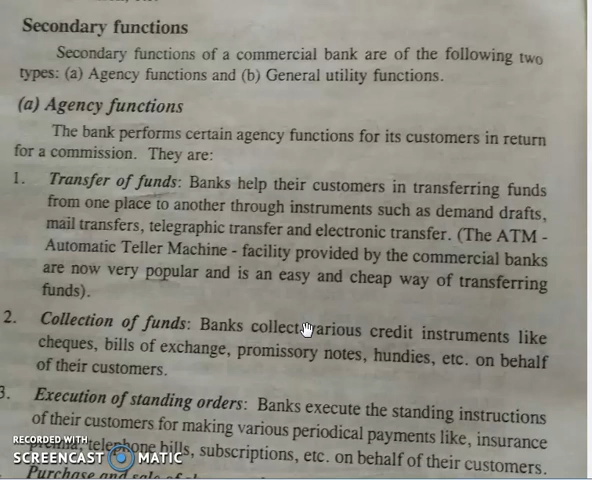 Secondary functions
Secondary functions of a commercial bank are of the following two
types: (a) Agency functions and (b) General utility functions.
(a) Agency functions
The bank performs certain agency functions for its customers in return
for a commission. They are:
1. Transfer of funds: Banks help their customers in transferring funds
from one place to another through instruments such as demand drafts,
mail transfers, telegraphic transfer and electronic transfer. (The ATM -
Automatic Teller Machine - facility provided by the commercial banks
are now very popular and is an easy and cheap way of transferring
funds).
2. Collection of funds: Banks collect various credit instruments like
cheques, bills of exchange, promissory notes, hundies, etc. on behalf
of their customers.
3. Execution of standing orders: Banks execute the standing instructions
of their customers for making various periodical payments like, insurance
telephone bills, subscriptions, etc. on behalf of their customers.
Purchase and sale of
RECORDED WITH
SCREENCAST MATIC